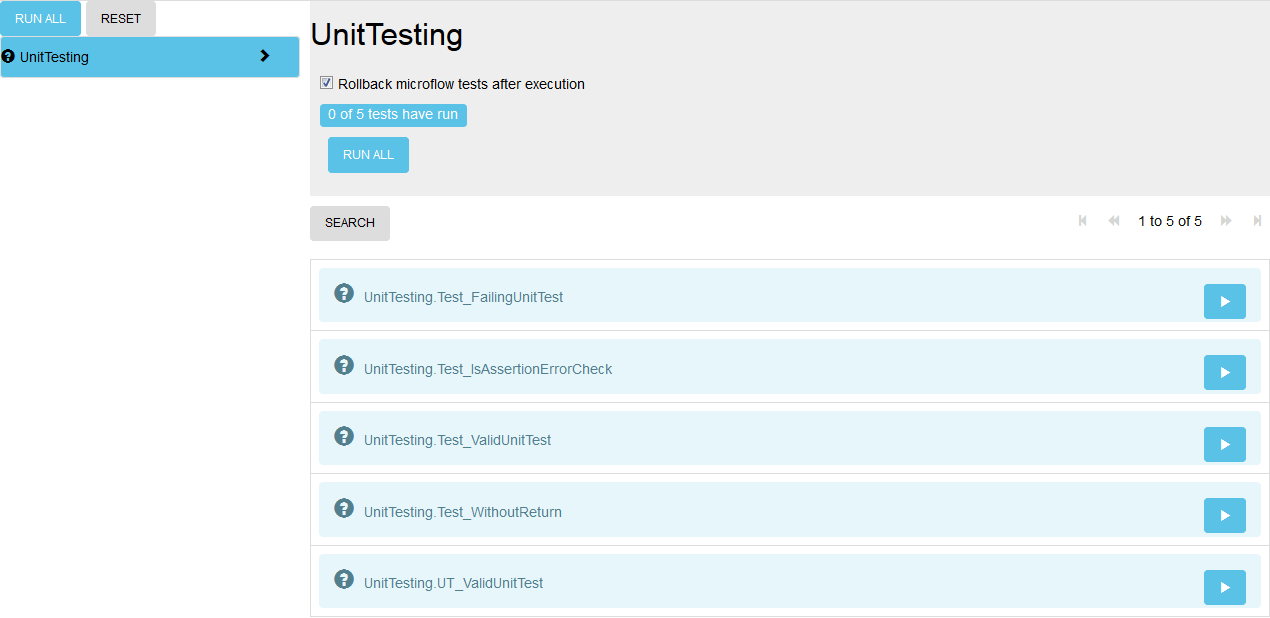 RUN ALL RESET
UnitTesting
UnitTesting
Rollback microflow tests after execution
0 of 5 tests have run
RUN ALL
SEARCH
1 to 5 of 5
UnitTesting.Test_FailingUnitTest
UnitTesting.Test_IsAssertionErrorCheck
UnitTesting.Test_ValidUnitTest
UnitTesting.Test_WithoutReturn
UnitTesting.UT_ValidUnitTest